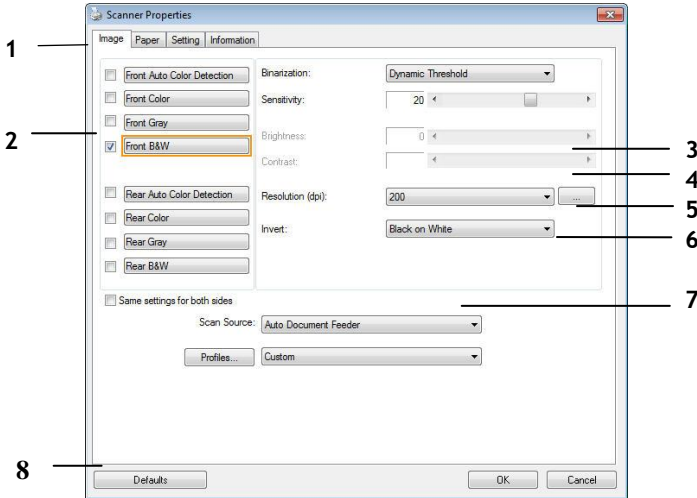 Scanner Properties
1
Image Paper Setting Information
Front Auto Color Detection Binarization: Dynamic Threshold
Front Color Sensitivity: 20
Front Gray
2 Front B&W Brightness: 0 3
Contrast: 4
Rear Auto Color Detection Resolution (dpi): 200 ... 5
Rear Color
Invert: Black on White 6
Rear Gray
Rear B&W
Same settings for both sides 7
Scan Source: Auto Document Feeder
Profiles... Custom
8
Defaults OK Cancel